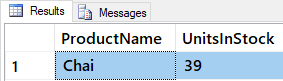 Results Messages
ProductName UnitsInStock
1 Chai 39